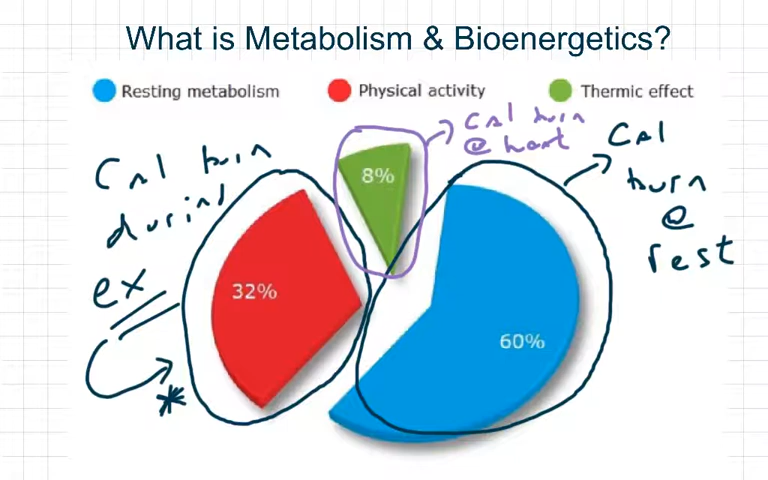 What is Metabolism & Bioenergetics?
Resting metabolism
Physical activity
Thermic effect
Cal burn
@ heat
Cal
burn
@
rest
Cal burn
during
ex
*
8%
32%
60%